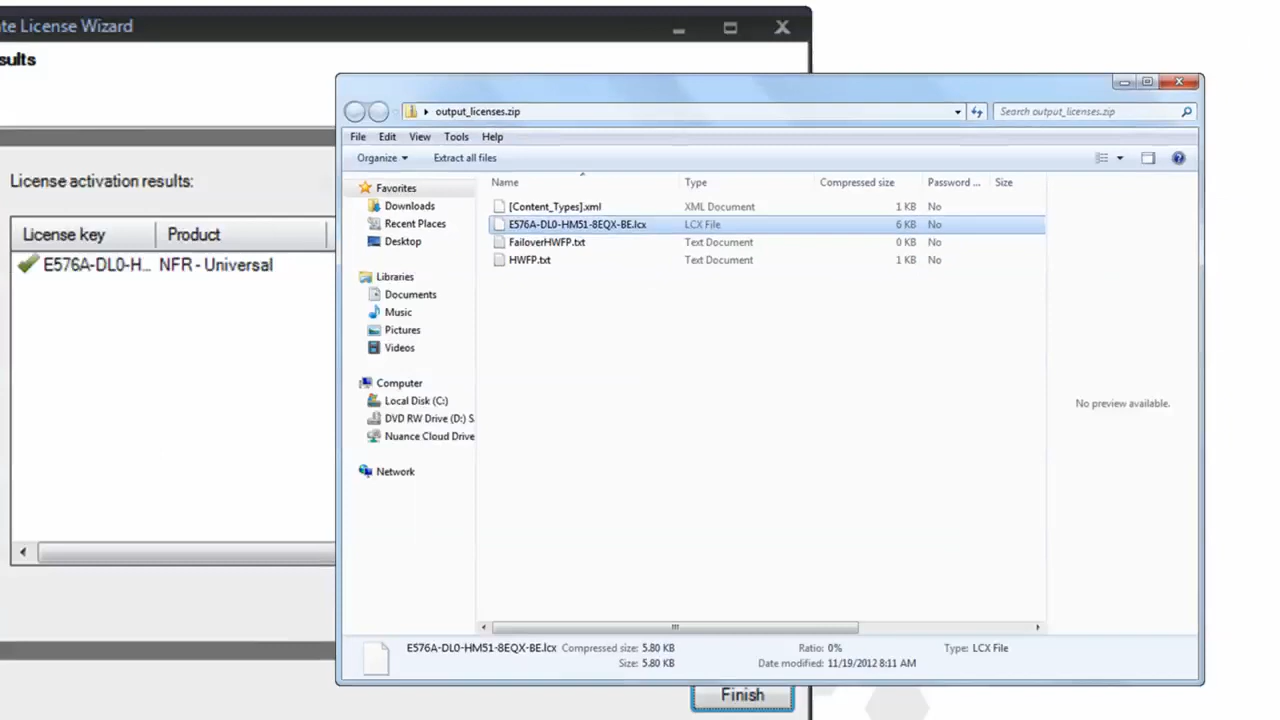 te License Wizard
sults
License activation results:
License key Product
E576A-DL0-H... NFR - Universal
output_licenses.zip
Search output_licenses.zip
File Edit View Tools Help
Organize Extract all files
Favorites
Downloads
Recent Places
Desktop
Libraries
Documents
Music
Pictures
Videos
Computer
Local Disk (C:)
DVD RW Drive (D:) S
Nuance Cloud Drive
Network
Name Type Compressed size Password ... Size
[Content_Types].xml XML Document 1 KB No
E576A-DL0-HM51-8EQX-BE.lcx LCX File 6 KB No
FailoverHWFP.txt Text Document 0 KB No
HWFP.txt Text Document 1 KB No
No preview available.
E576A-DL0-HM51-8EQX-BE.lcx Compressed size: 5.80 KB Ratio: 0% Type: LCX File
Size: 5.80 KB Date modified: 11/19/2012 8:11 AM
Finish